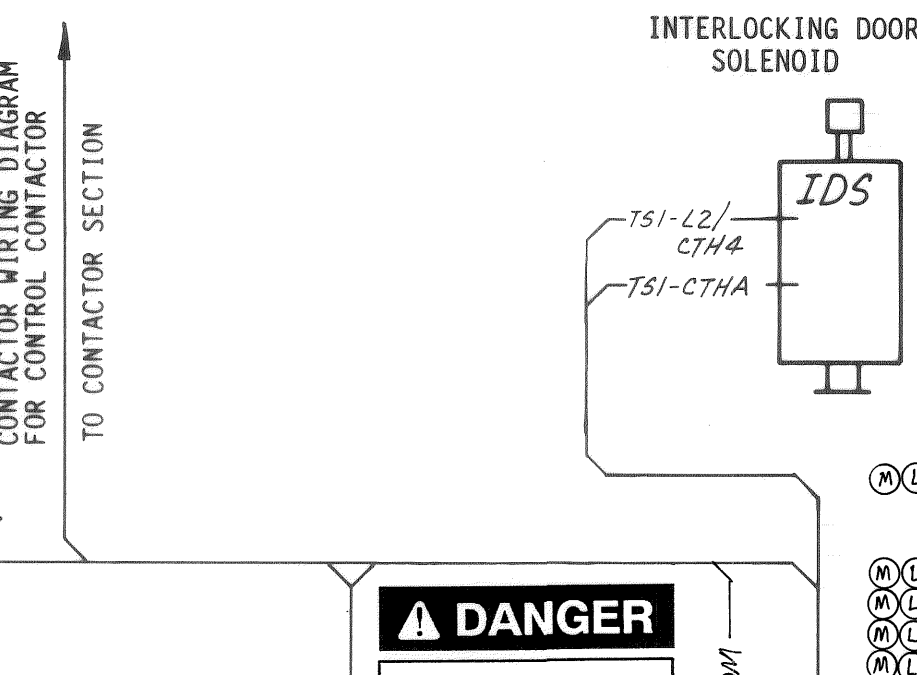 INTERLOCKING DOOR
SOLENOID
CONTACTOR WIRING DIAGRAM
FOR CONTROL CONTACTOR
TO CONTACTOR SECTION
IDS
TS1-L2/
CTH4
TS1-CTHA
M L
M L
M L
M L
M L
DANGER